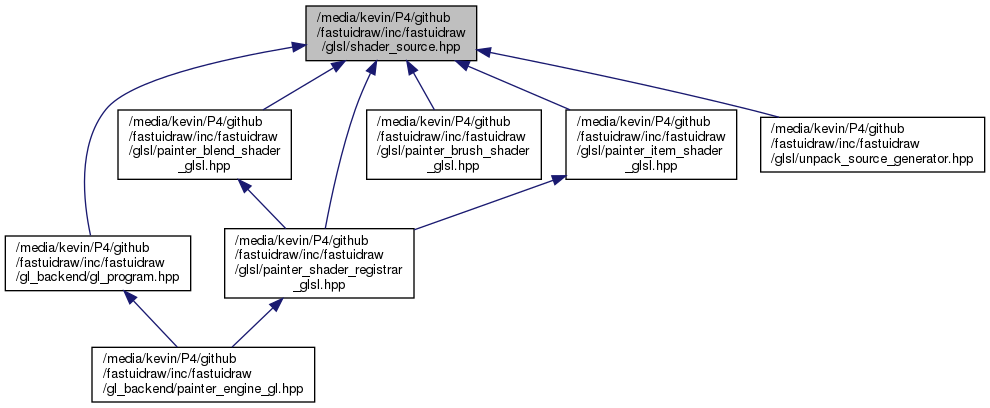 /media/kevin/P4/github
/fastuidraw/inc/fastuidraw
/glsl/shader_source.hpp
/media/kevin/P4/github
/fastuidraw/inc/fastuidraw
/glsl/painter_blend_shader
_glsl.hpp
/media/kevin/P4/github
/fastuidraw/inc/fastuidraw
/glsl/painter_brush_shader
_glsl.hpp
/media/kevin/P4/github
/fastuidraw/inc/fastuidraw
/glsl/painter_item_shader
_glsl.hpp
/media/kevin/P4/github
/fastuidraw/inc/fastuidraw
/glsl/unpack_source_generator.hpp
/media/kevin/P4/github
/fastuidraw/inc/fastuidraw
/gl_backend/gl_program.hpp
/media/kevin/P4/github
/fastuidraw/inc/fastuidraw
/glsl/painter_shader_registrar
_glsl.hpp
/media/kevin/P4/github
/fastuidraw/inc/fastuidraw
/gl_backend/painter_engine_gl.hpp